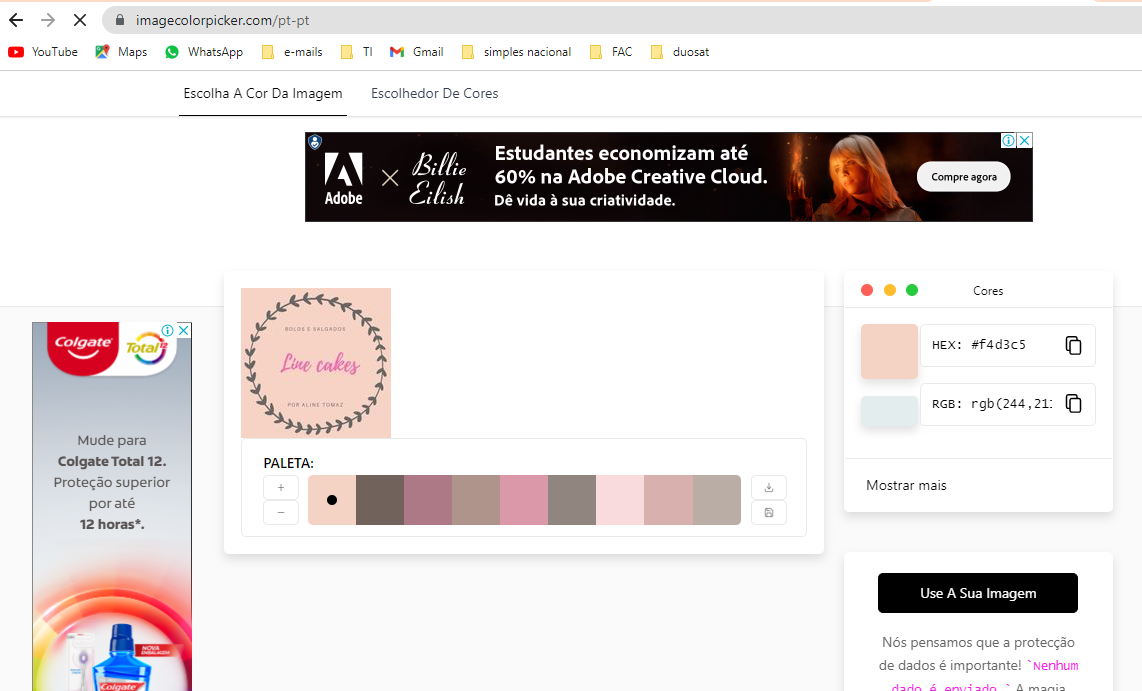 imagecolorpicker.com/pt-pt
YouTube Maps WhatsApp e-mails TI Gmail simples nacional FAC duosat
Escolha A Cor Da Imagem Escolhedor De Cores
Adobe
Billie
Eilish
Estudantes economizam até
60% na Adobe Creative Cloud.
Dê vida à sua criatividade.
Compre agora
Colgate Total 12
Mude para
Colgate Total 12.
Proteção superior
por até
12 horas*.
NOVA
EMBALAGEM
Colgate
BOLOS E SALGADOS
Line cakes
POR ALINE TOMAZ
PALETA:
+
−
Cores
HEX: #f4d3c5
RGB: rgb(244,211
Mostrar mais
Use A Sua Imagem
Nós pensamos que a protecção
de dados é importante! `Nenhum
dado é enviado.` A magia